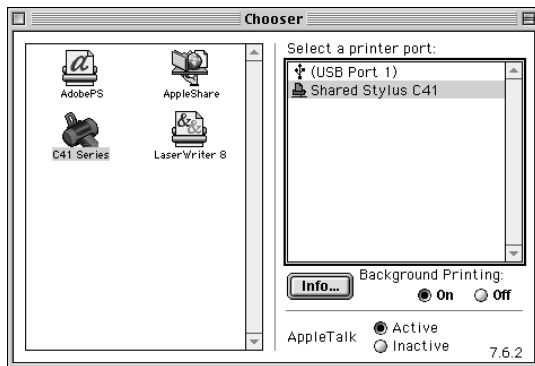 Chooser
AdobePS
AppleShare
C41 Series
LaserWriter 8
Select a printer port:
(USB Port 1)
Shared Stylus C41
Info...
Background Printing:
On
Off
AppleTalk
Active
Inactive
7.6.2